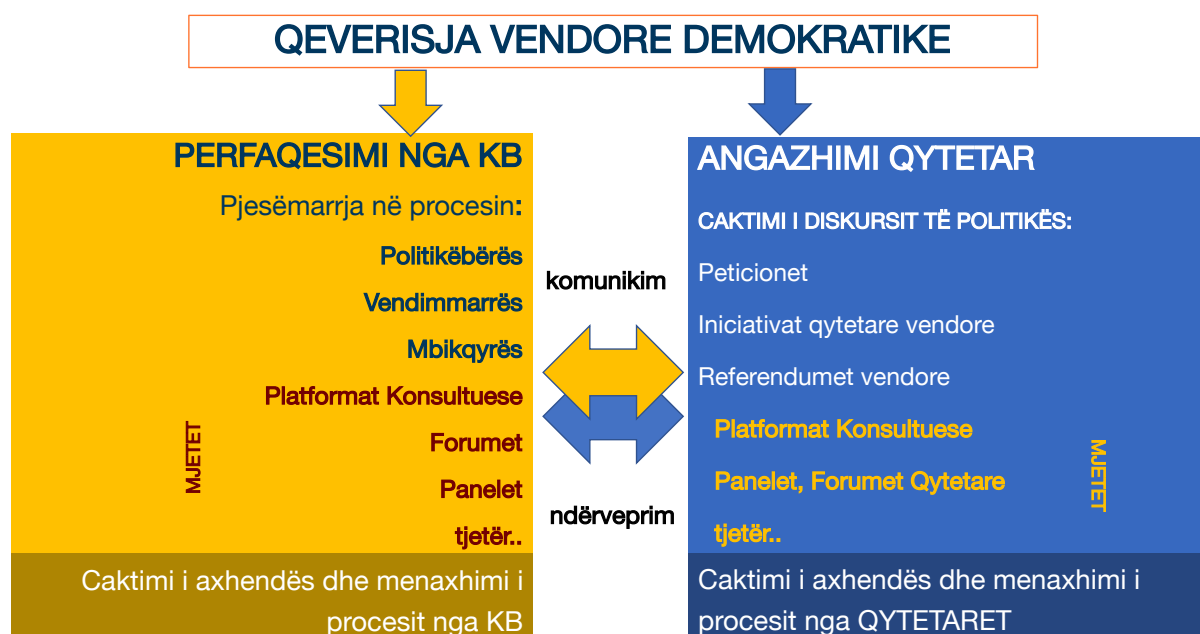 QEVERISJA VENDORE DEMOKRATIKE
PERFAQESIMI NGA KB
Pjesëmarrja në procesin:
Politikëbërës
Vendimmarrës
Mbikqyrës
Platformat Konsultuese
Forumet
Panelet
tjetër..
MJETET
Caktimi i axhendës dhe menaxhimi i
procesit nga KB
komunikim
ndërveprim
ANGAZHIMI QYTETAR
CAKTIMI I DISKURSIT TË POLITIKËS:
Peticionet
Iniciativat qytetare vendore
Referendumet vendore
Platformat Konsultuese
Panelet, Forumet Qytetare
tjetër..
MJETET
Caktimi i axhendës dhe menaxhimi i
procesit nga QYTETARET